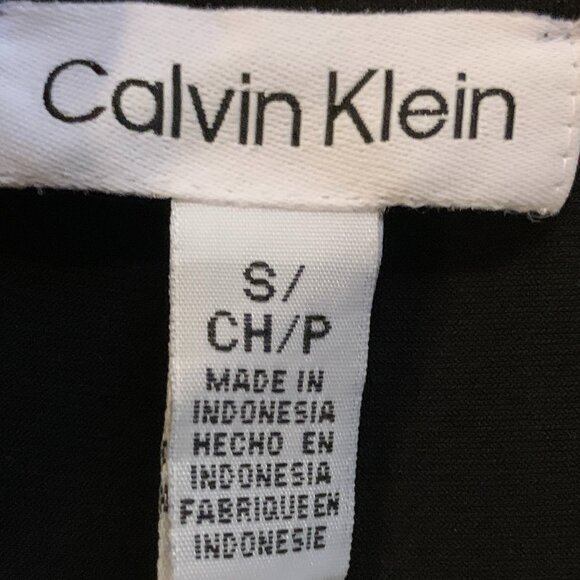 Calvin Klein
S/
CH/P
MADE IN
INDONESIA
HECHO EN
INDONESIA
FABRIQUE EN
INDONESIE